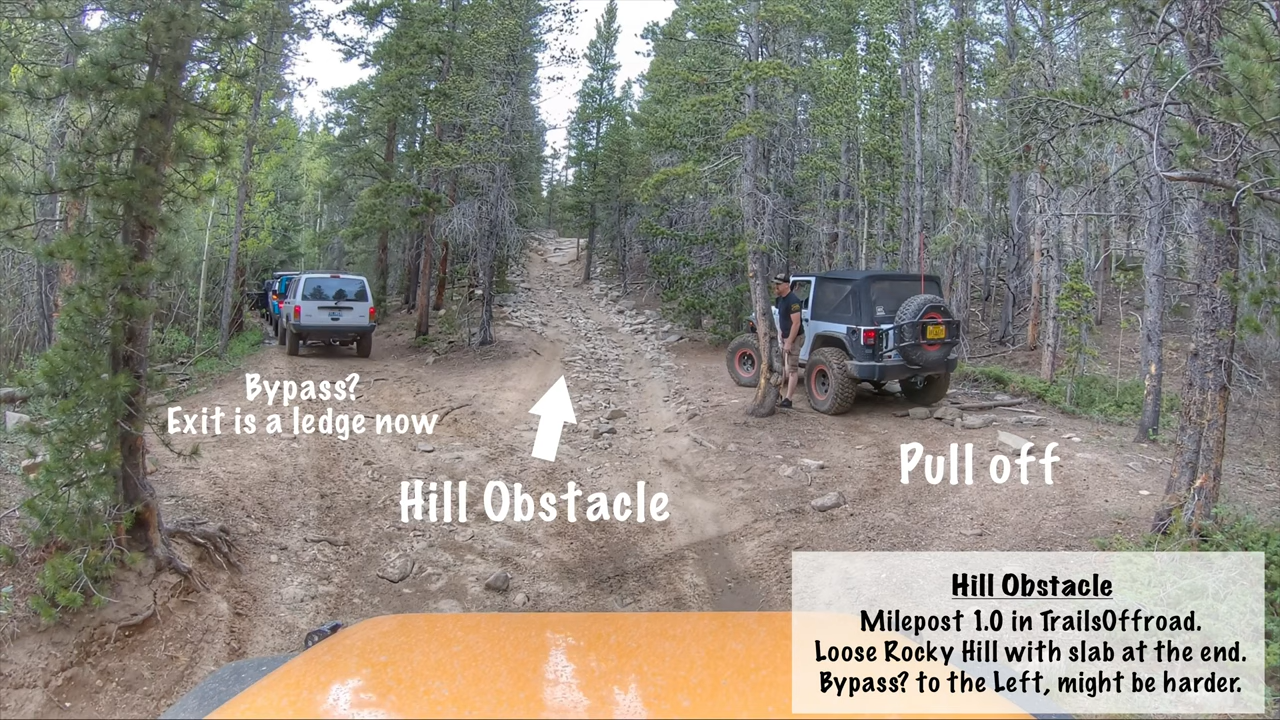 Bypass?
Exit is a ledge now
Hill Obstacle
Pull off
Hill Obstacle
Milepost 1.0 in TrailsOffroad.
Loose Rocky Hill with slab at the end.
Bypass? to the Left, might be harder.